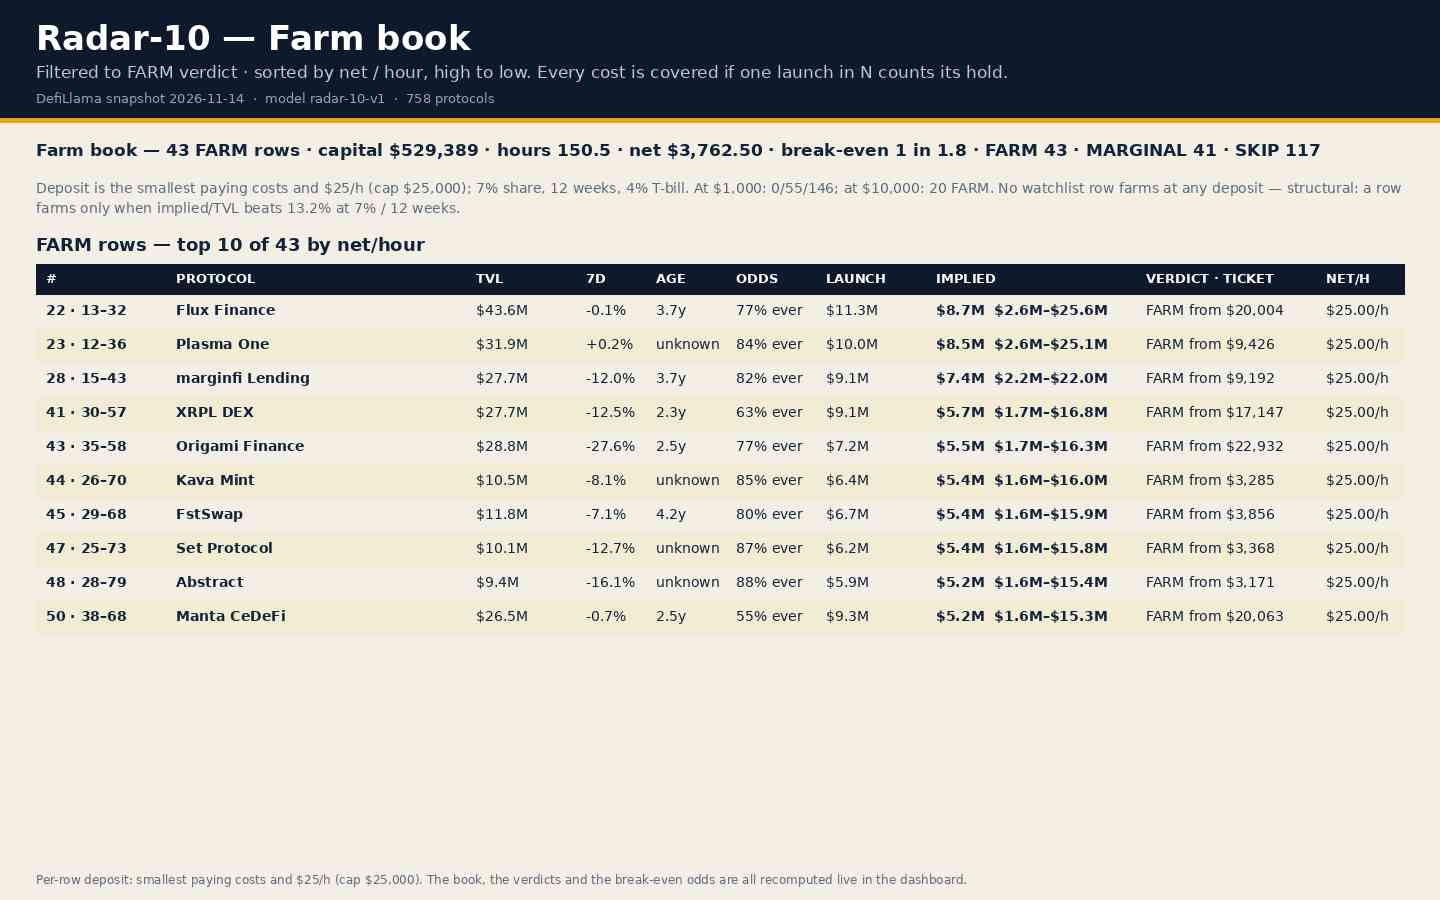 Radar-10 — Farm book
Filtered to FARM verdict · sorted by net / hour, high to low. Every cost is covered if one launch in N counts its hold.
DefiLlama snapshot 2026-11-14 · model radar-10-v1 · 758 protocols
Farm book — 43 FARM rows · capital $529,389 · hours 150.5 · net $3,762.50 · break-even 1 in 1.8 · FARM 43 · MARGINAL 41 · SKIP 117
Deposit is the smallest paying costs and $25/h (cap $25,000); 7% share, 12 weeks, 4% T-bill. At $1,000: 0/55/146; at $10,000: 20 FARM. No watchlist row farms at any deposit — structural: a row
farms only when implied/TVL beats 13.2% at 7% / 12 weeks.
FARM rows — top 10 of 43 by net/hour
# PROTOCOL TVL 7D AGE ODDS LAUNCH IMPLIED VERDICT · TICKET NET/H
22 · 13–32 Flux Finance $43.6M -0.1% 3.7y 77% ever $11.3M $8.7M $2.6M–$25.6M FARM from $20,004 $25.00/h
23 · 12–36 Plasma One $31.9M +0.2% unknown 84% ever $10.0M $8.5M $2.6M–$25.1M FARM from $9,426 $25.00/h
28 · 15–43 marginfi Lending $27.7M -12.0% 3.7y 82% ever $9.1M $7.4M $2.2M–$22.0M FARM from $9,192 $25.00/h
41 · 30–57 XRPL DEX $27.7M -12.5% 2.3y 63% ever $9.1M $5.7M $1.7M–$16.8M FARM from $17,147 $25.00/h
43 · 35–58 Origami Finance $28.8M -27.6% 2.5y 77% ever $7.2M $5.5M $1.7M–$16.3M FARM from $22,932 $25.00/h
44 · 26–70 Kava Mint $10.5M -8.1% unknown 85% ever $6.4M $5.4M $1.6M–$16.0M FARM from $3,285 $25.00/h
45 · 29–68 FstSwap $11.8M -7.1% 4.2y 80% ever $6.7M $5.4M $1.6M–$15.9M FARM from $3,856 $25.00/h
47 · 25–73 Set Protocol $10.1M -12.7% unknown 87% ever $6.2M $5.4M $1.6M–$15.8M FARM from $3,368 $25.00/h
48 · 28–79 Abstract $9.4M -16.1% unknown 88% ever $5.9M $5.2M $1.6M–$15.4M FARM from $3,171 $25.00/h
50 · 38–68 Manta CeDeFi $26.5M -0.7% 2.5y 55% ever $9.3M $5.2M $1.6M–$15.3M FARM from $20,063 $25.00/h
Per-row deposit: smallest paying costs and $25/h (cap $25,000). The book, the verdicts and the break-even odds are all recomputed live in the dashboard.